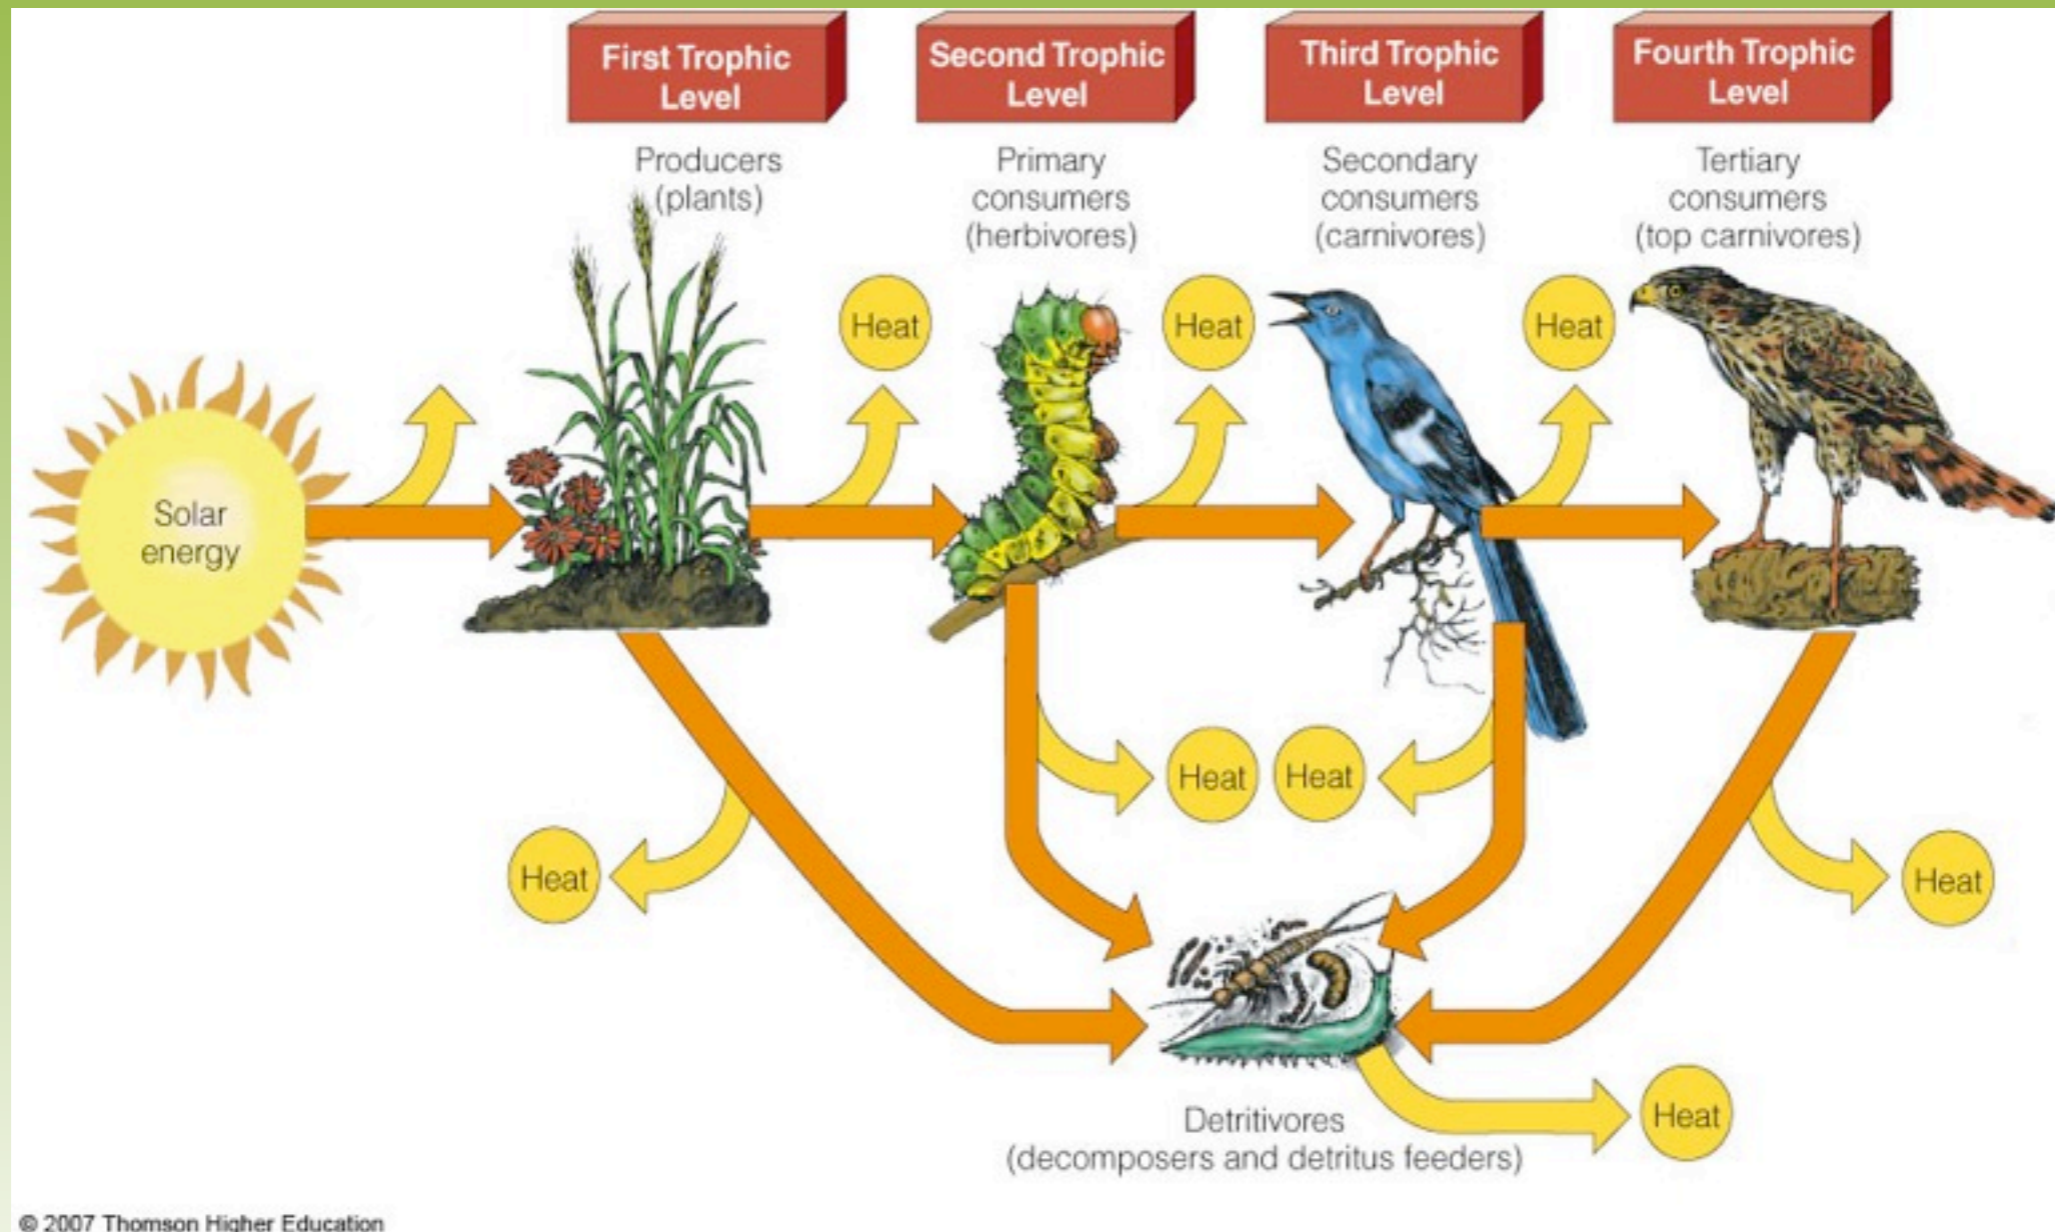 First Trophic
Level
Second Trophic
Level
Third Trophic
Level
Fourth Trophic
Level
Producers
(plants)
Primary
consumers
(herbivores)
Secondary
consumers
(carnivores)
Tertiary
consumers
(top carnivores)
Heat
Heat
Heat
Solar
energy
Heat
Heat
Heat
Heat
Heat
Detritivores
(decomposers and detritus feeders)
© 2007 Thomson Higher Education